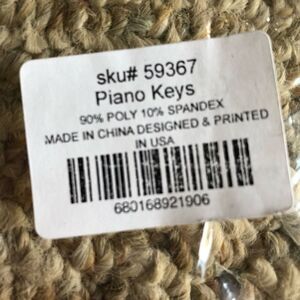 sku# 59367
Piano Keys
90% POLY 10% SPANDEX
MADE IN CHINA DESIGNED & PRINTED
IN USA
680168921906